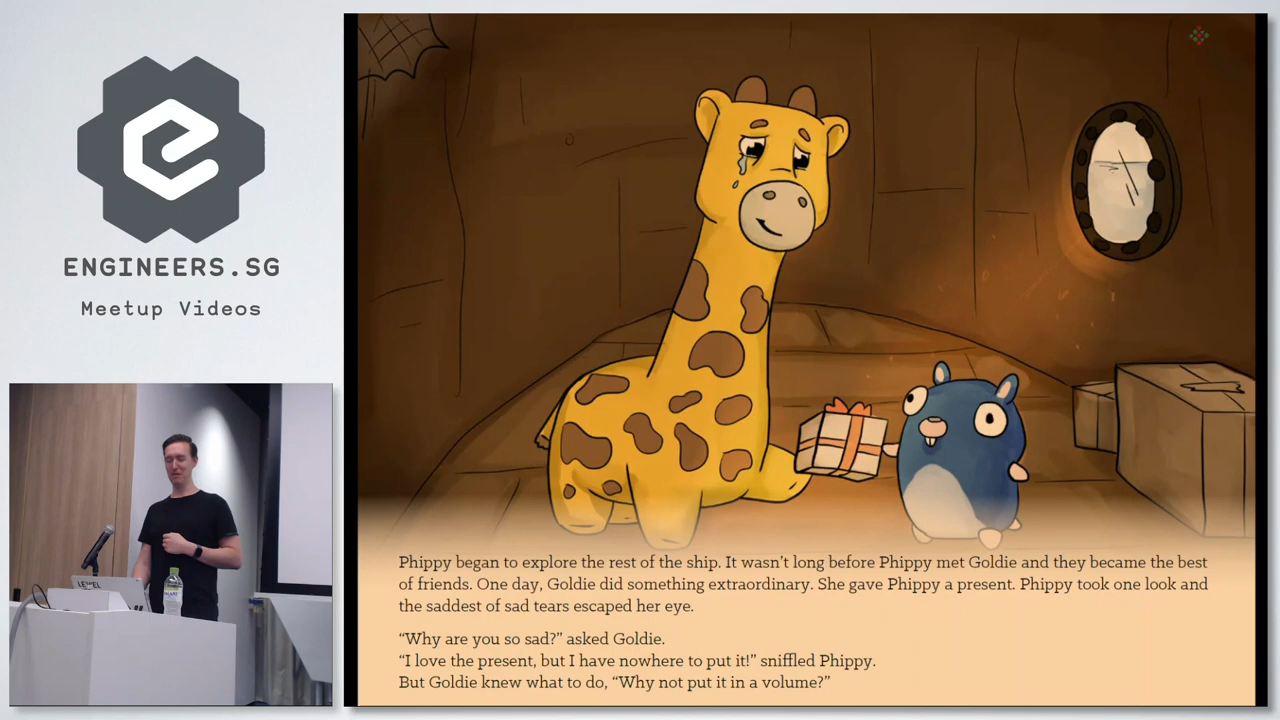 ENGINEERS.SG
Meetup Videos
Phippy began to explore the rest of the ship. It wasn't long before Phippy met Goldie and they became the best
of friends. One day, Goldie did something extraordinary. She gave Phippy a present. Phippy took one look and
the saddest of sad tears escaped her eye.
“Why are you so sad?” asked Goldie.
“I love the present, but I have nowhere to put it!” sniffled Phippy.
But Goldie knew what to do, “Why not put it in a volume?”